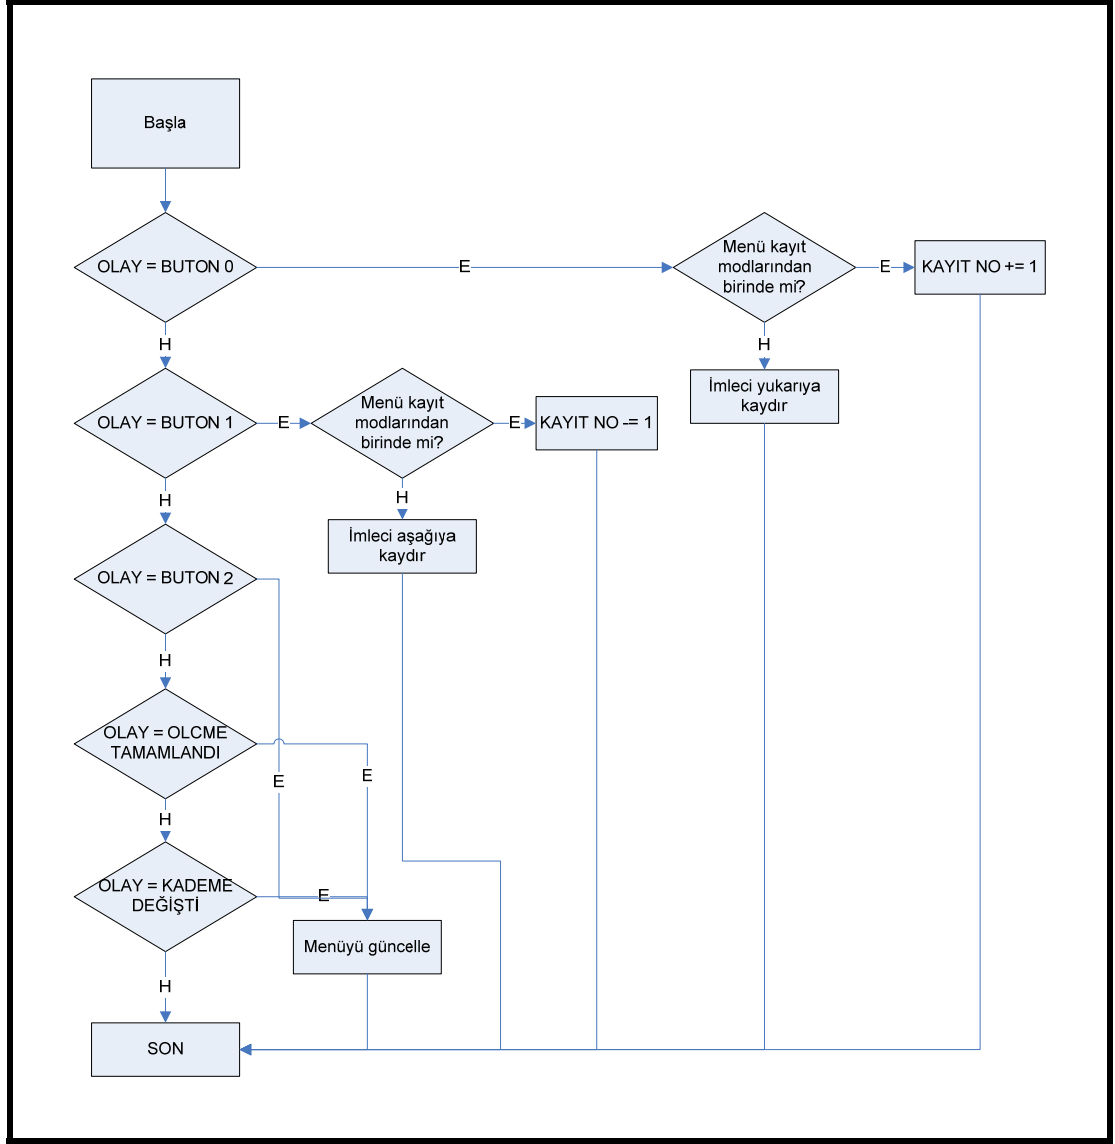 Başla
OLAY = BUTON 0
E
Menü kayıt
modlarından
birinde mi?
E
KAYIT NO += 1
H
H
İmleci yukarıya
kaydır
OLAY = BUTON 1
E
Menü kayıt
modlarından
birinde mi?
E
KAYIT NO -= 1
H
H
İmleci aşağıya
kaydır
OLAY = BUTON 2
H
OLAY = OLCME
TAMAMLANDI
E
E
H
OLAY = KADEME
DEĞİŞTİ
E
Menüyü güncelle
H
SON